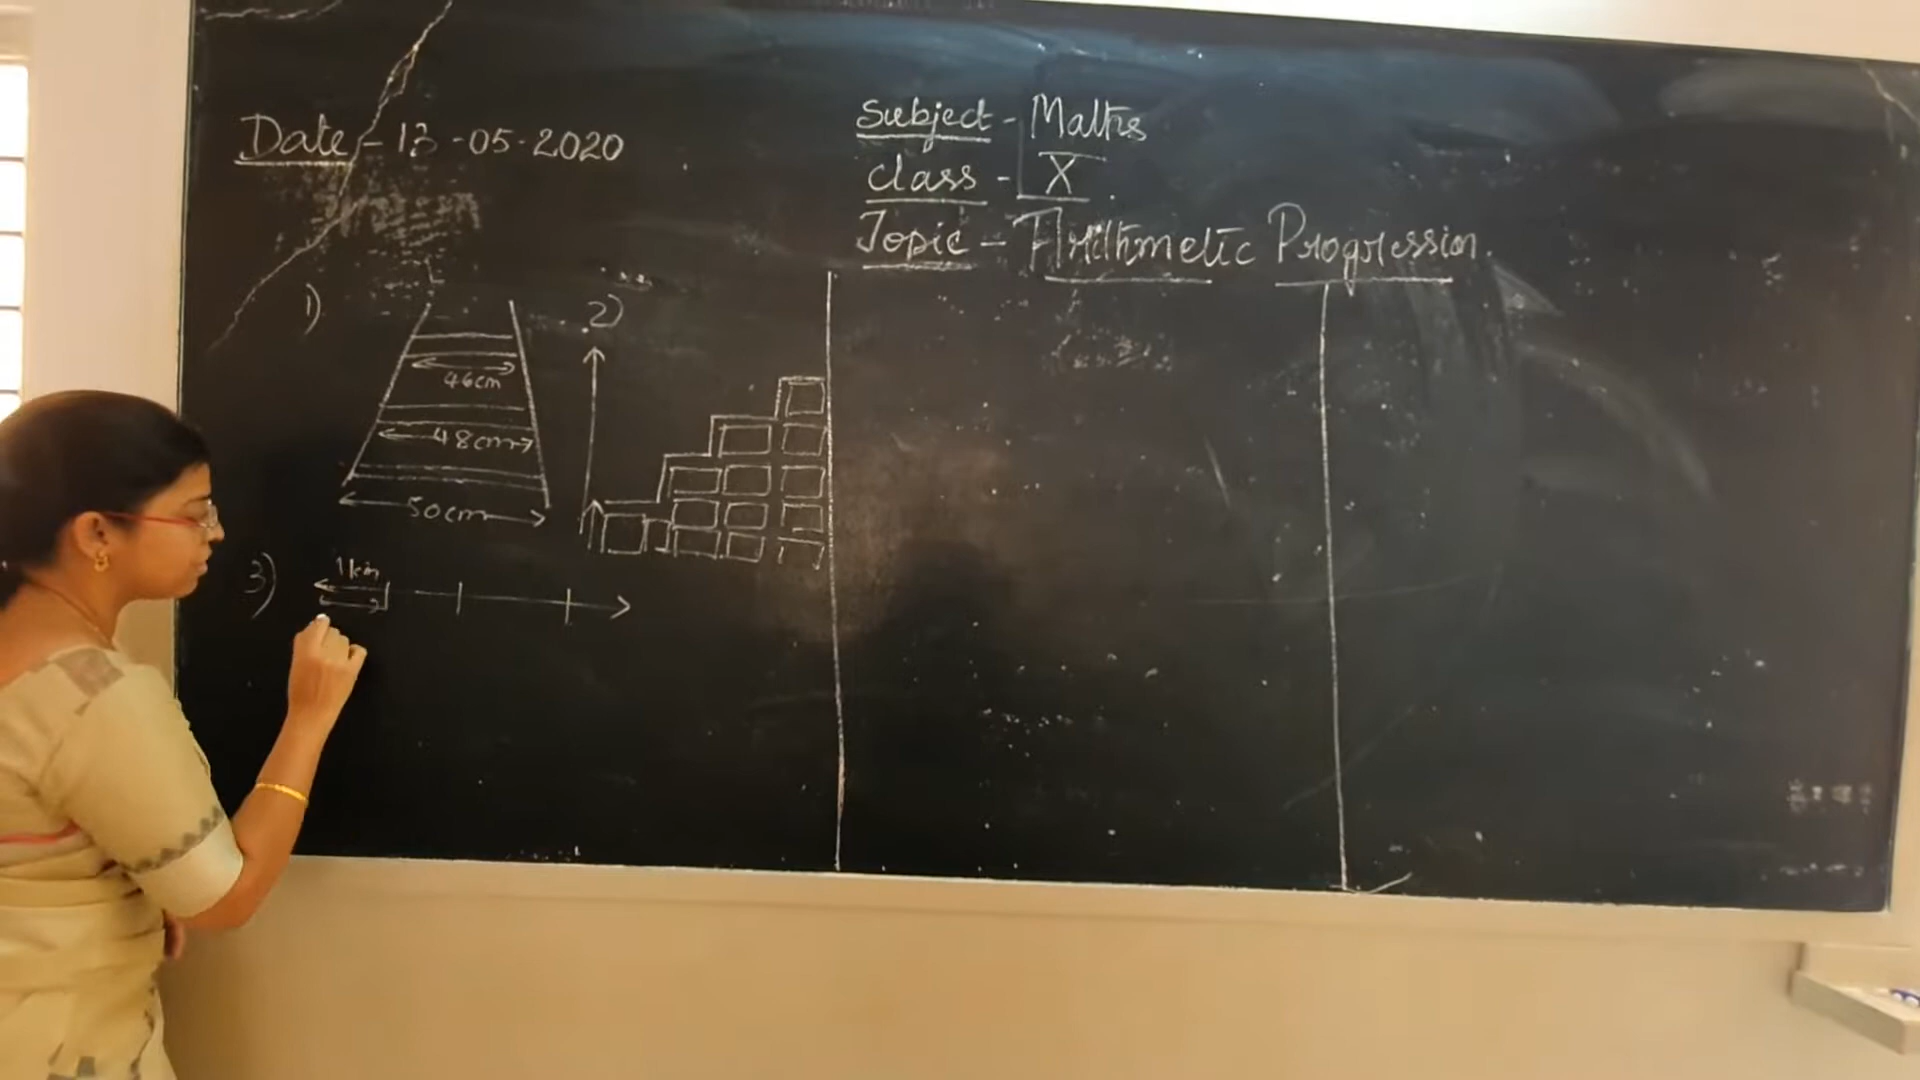 Date - 13-05-2020
Subject - Maths
Class - X
Topic - Arithmetic Progression.
1)
46cm
48cm
50cm
2)
3)
1km